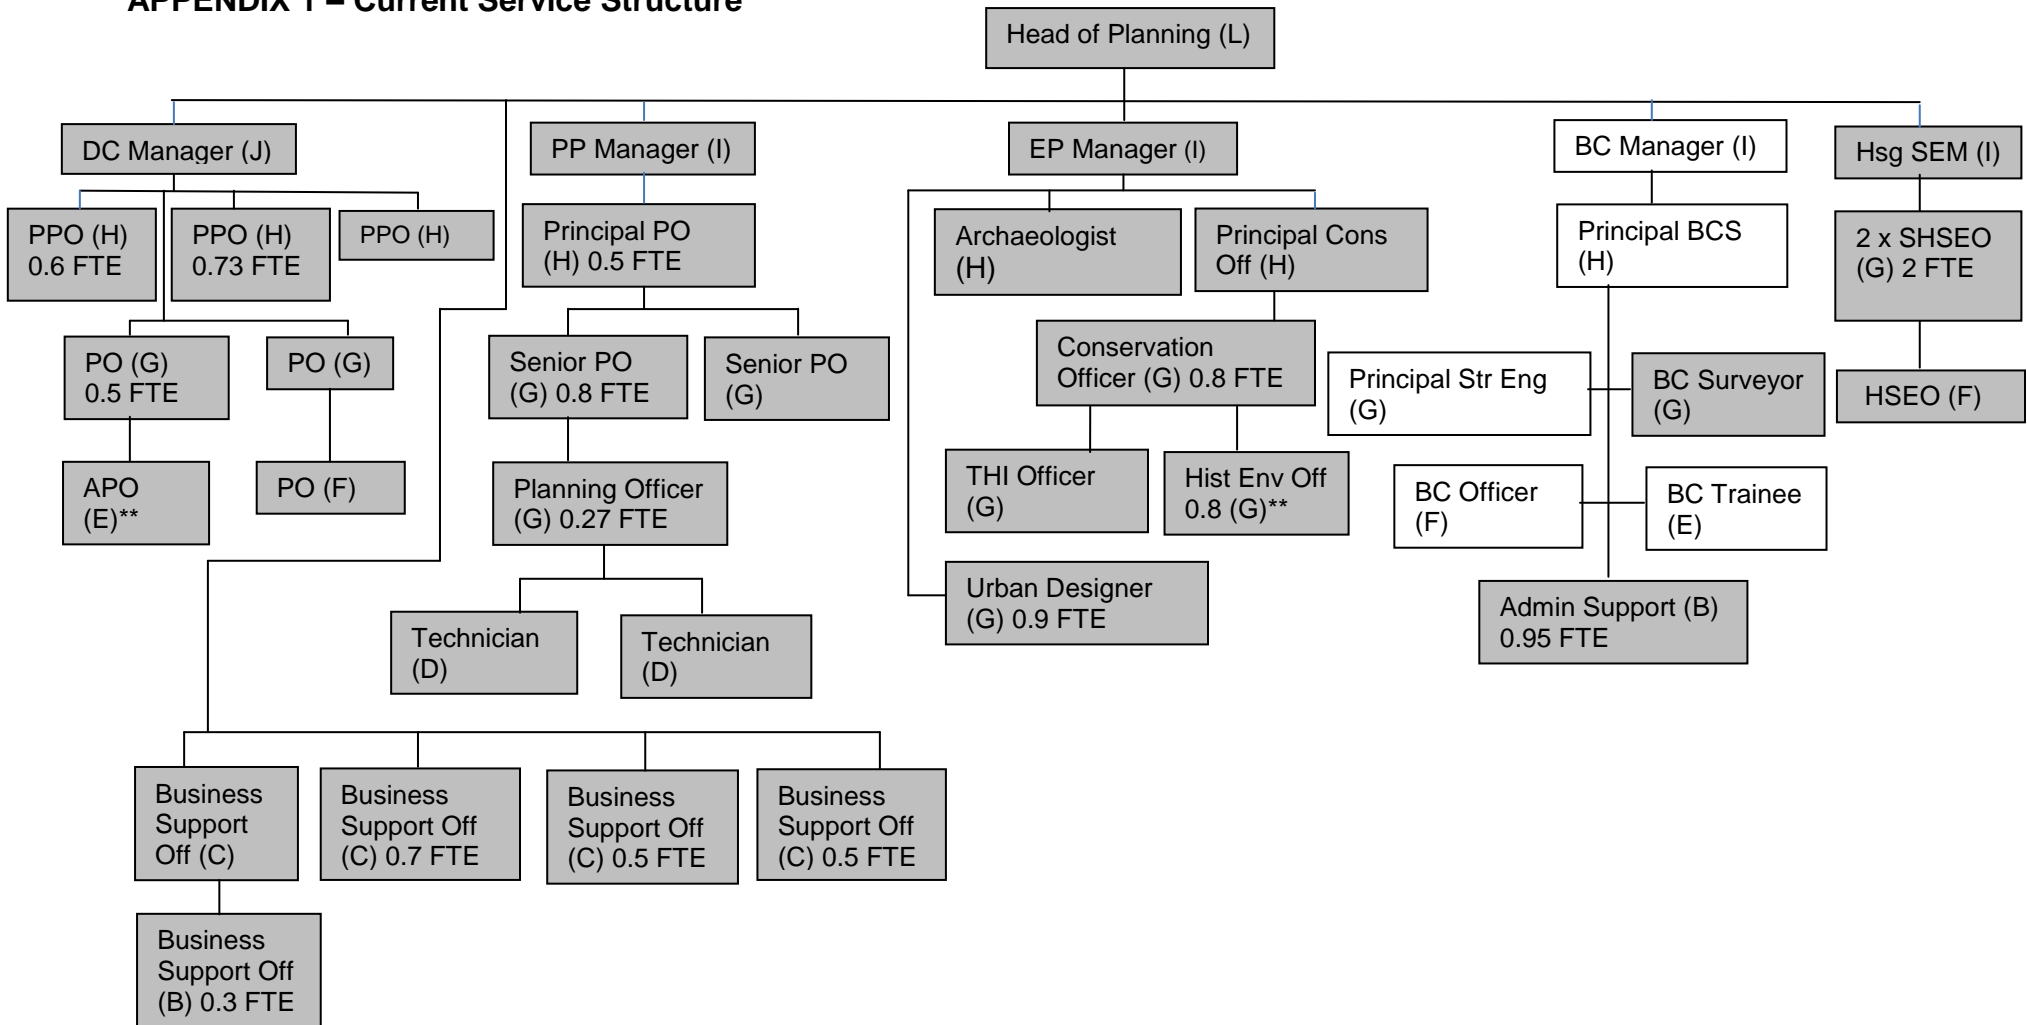 APPENDIX 1 – Current Service Structure
Head of Planning (L)
DC Manager (J)
PP Manager (I)
EP Manager (I)
BC Manager (I)
Hsg SEM (I)
PPO (H)
0.6 FTE
PPO (H)
0.73 FTE
PPO (H)
Principal PO
(H) 0.5 FTE
Archaeologist
(H)
Principal Cons
Off (H)
Principal BCS
(H)
2 x SHSEO
(G) 2 FTE
PO (G)
0.5 FTE
PO (G)
Senior PO
(G) 0.8 FTE
Senior PO
(G)
Conservation
Officer (G) 0.8 FTE
Principal Str Eng
(G)
BC Surveyor
(G)
HSEO (F)
APO
(E)**
PO (F)
Planning Officer
(G) 0.27 FTE
THI Officer
(G)
Hist Env Off
0.8 (G)**
BC Officer
(F)
BC Trainee
(E)
Technician
(D)
Technician
(D)
Urban Designer
(G) 0.9 FTE
Admin Support (B)
0.95 FTE
Business
Support
Off (C)
Business
Support Off
(C) 0.7 FTE
Business
Support Off
(C) 0.5 FTE
Business
Support Off
(C) 0.5 FTE
Business
Support Off
(B) 0.3 FTE